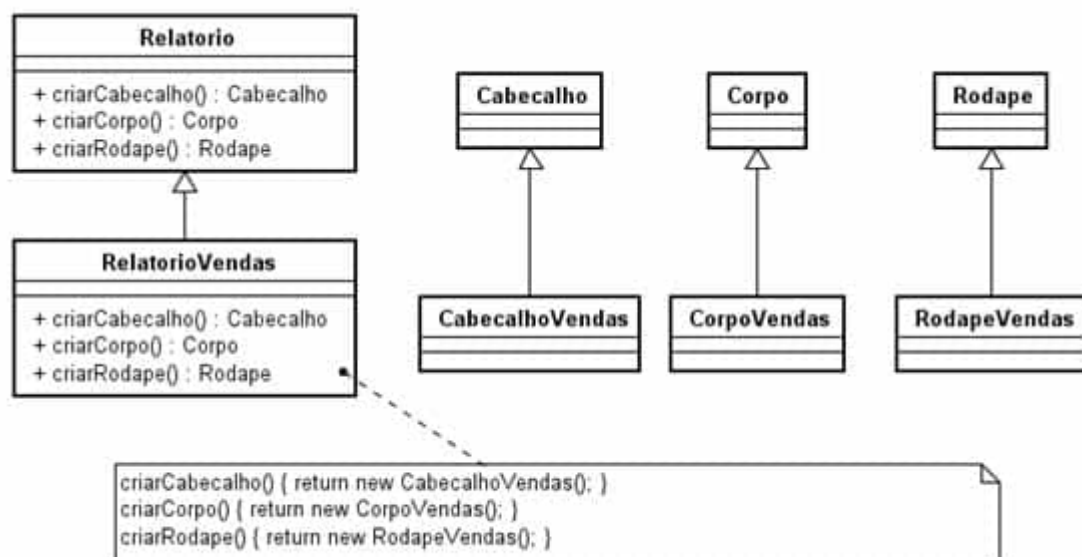 Relatorio
+ criarCabecalho() : Cabecalho
+ criarCorpo() : Corpo
+ criarRodape() : Rodape
Cabecalho
Corpo
Rodape
RelatorioVendas
+ criarCabecalho() : Cabecalho
+ criarCorpo() : Corpo
+ criarRodape() : Rodape
CabecalhoVendas
CorpoVendas
RodapeVendas
criarCabecalho() { return new CabecalhoVendas(); }
criarCorpo() { return new CorpoVendas(); }
criarRodape() { return new RodapeVendas(); }